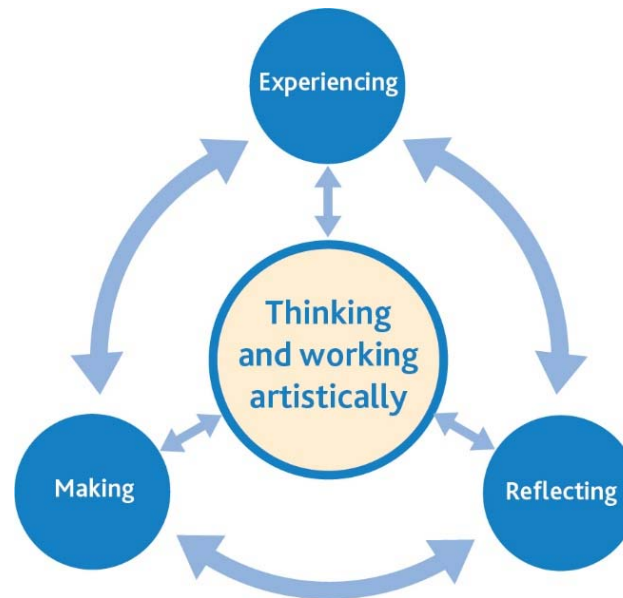 Experiencing
Thinking
and working
artistically
Making
Reflecting